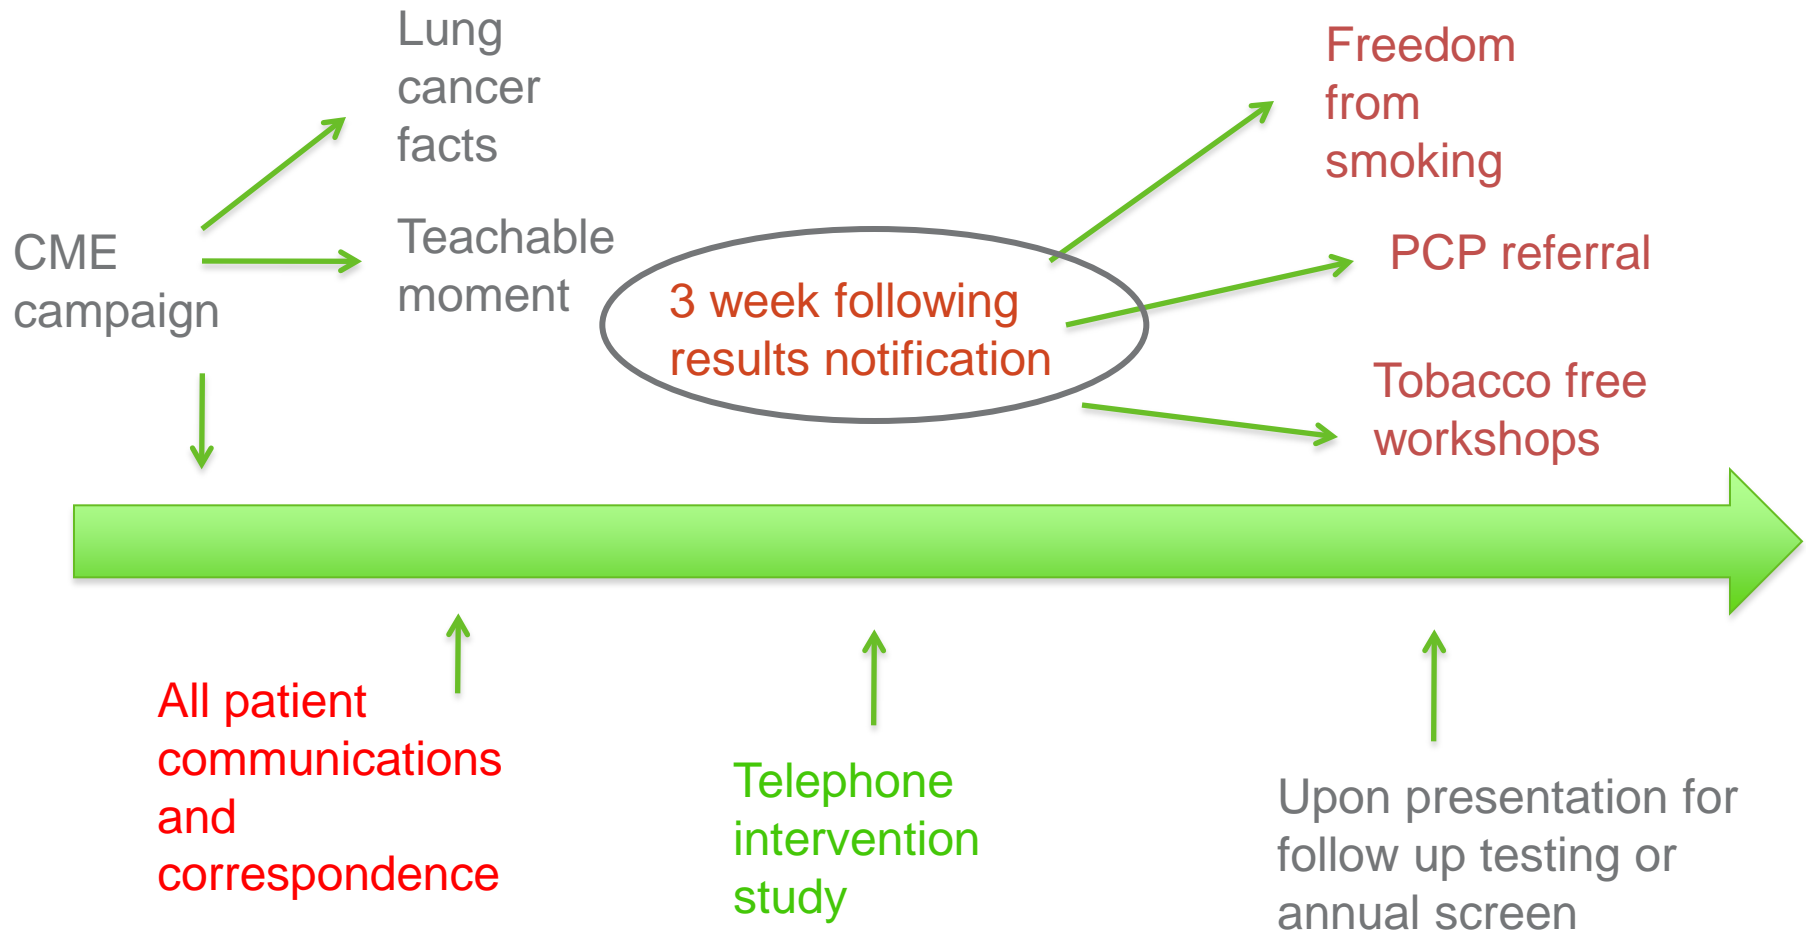 Lung
cancer
facts
Freedom
from
smoking
CME
campaign
Teachable
moment
3 week following
results notification
PCP referral
Tobacco free
workshops
All patient
communications
and
correspondence
Telephone
intervention
study
Upon presentation for
follow up testing or
annual screen